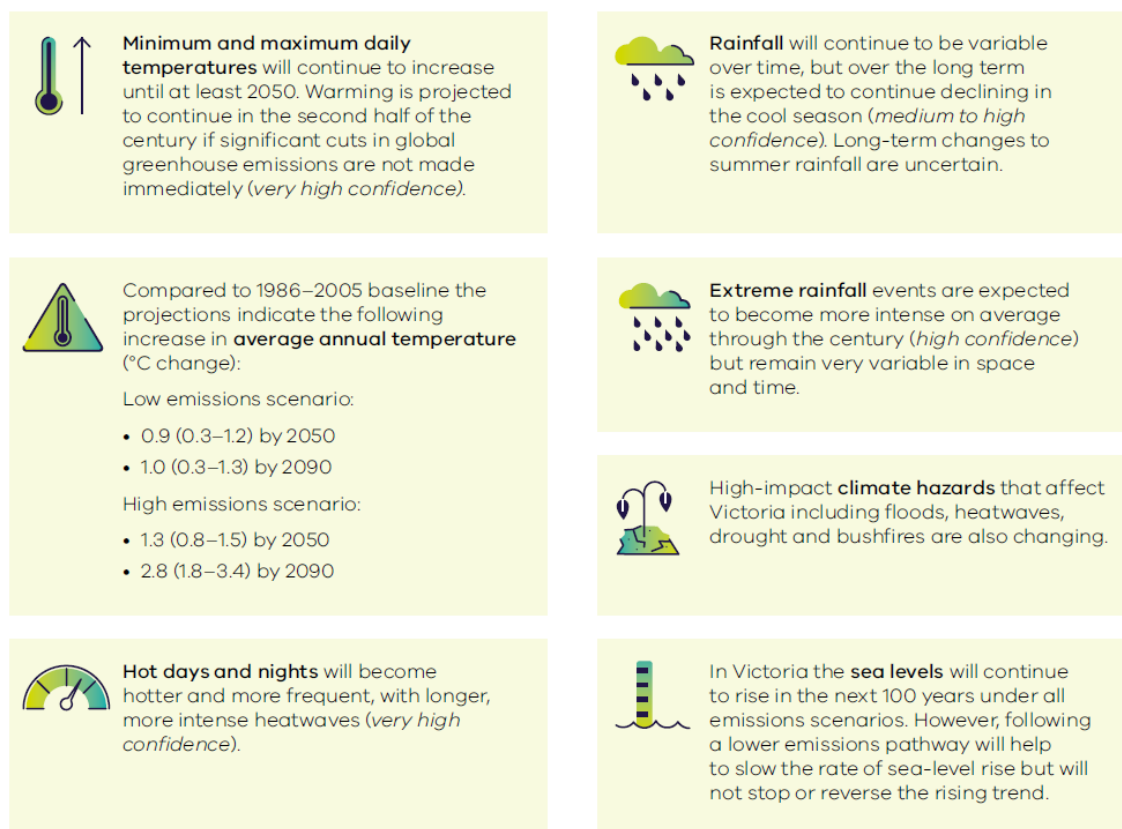 Minimum and maximum daily
temperatures will continue to increase
until at least 2050. Warming is projected
to continue in the second half of the
century if significant cuts in global
greenhouse emissions are not made
immediately (very high confidence).
Compared to 1986–2005 baseline the
projections indicate the following
increase in average annual temperature
(°C change):
Low emissions scenario:
• 0.9 (0.3–1.2) by 2050
• 1.0 (0.3–1.3) by 2090
High emissions scenario:
• 1.3 (0.8–1.5) by 2050
• 2.8 (1.8–3.4) by 2090
Hot days and nights will become
hotter and more frequent, with longer,
more intense heatwaves (very high
confidence).
Rainfall will continue to be variable
over time, but over the long term
is expected to continue declining in
the cool season (medium to high
confidence). Long-term changes to
summer rainfall are uncertain.
Extreme rainfall events are expected
to become more intense on average
through the century (high confidence)
but remain very variable in space
and time.
High-impact climate hazards that affect
Victoria including floods, heatwaves,
drought and bushfires are also changing.
In Victoria the sea levels will continue
to rise in the next 100 years under all
emissions scenarios. However, following
a lower emissions pathway will help
to slow the rate of sea-level rise but will
not stop or reverse the rising trend.